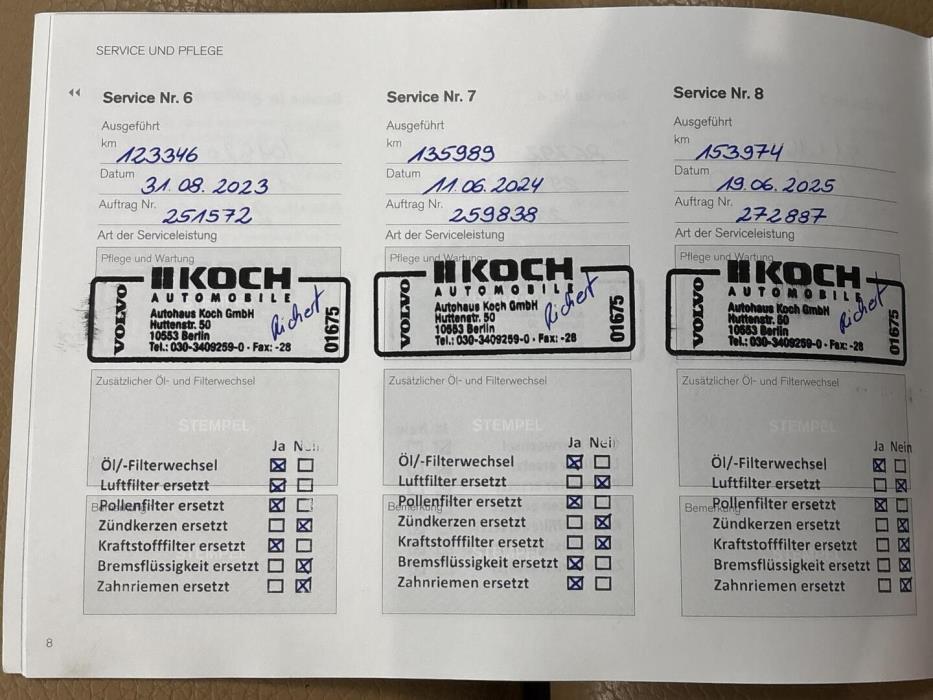 SERVICE UND PFLEGE
Service Nr. 6
Ausgeführt
km 123346
Datum 31.08.2023
Auftrag Nr. 251572
Art der Serviceleistung
Pflege und Wartung
VOLVO
KOCH
AUTOMOBILE
Autohaus Koch GmbH
Huttenstr. 50
10553 Berlin
Tel.: 030-3409259-0 · Fax: -28
Richert
01675
Zusätzlicher Öl- und Filterwechsel
STEMPEL
Ja Nein
Öl/-Filterwechsel
Luftfilter ersetzt
Bemerkung
Pollenfilter ersetzt
Zündkerzen ersetzt
Kraftstofffilter ersetzt
Bremsflüssigkeit ersetzt
Zahnriemen ersetzt
Service Nr. 7
Ausgeführt
km 135989
Datum 11.06.2024
Auftrag Nr. 259838
Art der Serviceleistung
Pflege und Wartung
VOLVO
KOCH
AUTOMOBILE
Autohaus Koch GmbH
Huttenstr. 50
10553 Berlin
Tel.: 030-3409259-0 · Fax: -28
Richert
01675
Zusätzlicher Öl- und Filterwechsel
STEMPEL
Ja Nein
Öl/-Filterwechsel
Luftfilter ersetzt
Bemerkung
Pollenfilter ersetzt
Zündkerzen ersetzt
Kraftstofffilter ersetzt
Bremsflüssigkeit ersetzt
Zahnriemen ersetzt
Service Nr. 8
Ausgeführt
km 153974
Datum 19.06.2025
Auftrag Nr. 272887
Art der Serviceleistung
Pflege und Wartung
VOLVO
KOCH
AUTOMOBILE
Autohaus Koch GmbH
Huttenstr. 50
10553 Berlin
Tel.: 030-3409259-0 · Fax: -28
Richert
01675
Zusätzlicher Öl- und Filterwechsel
STEMPEL
Ja Nein
Öl/-Filterwechsel
Luftfilter ersetzt
Bemerkung
Pollenfilter ersetzt
Zündkerzen ersetzt
Kraftstofffilter ersetzt
Bremsflüssigkeit ersetzt
Zahnriemen ersetzt
8